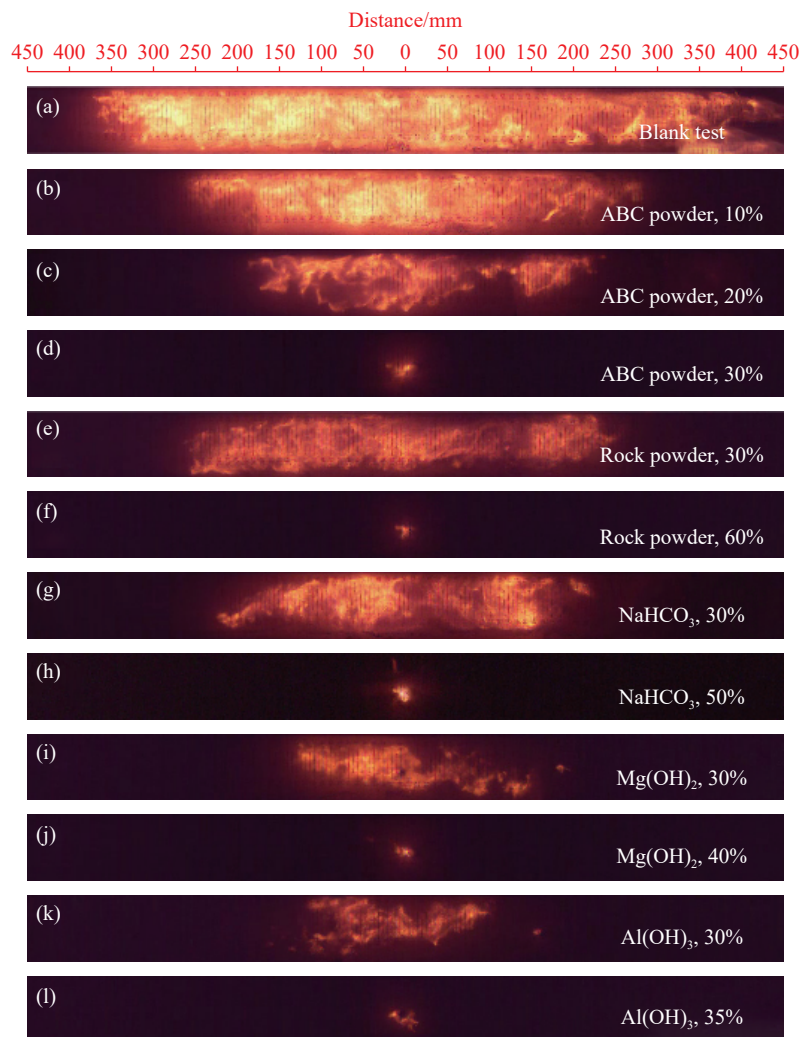 Distance/mm
450 400 350 300 250 200 150 100 50 0 50 100 150 200 250 300 350 400 450
(a)
Blank test
(b)
ABC powder, 10%
(c)
ABC powder, 20%
(d)
ABC powder, 30%
(e)
Rock powder, 30%
(f)
Rock powder, 60%
(g)
NaHCO₃, 30%
(h)
NaHCO₃, 50%
(i)
Mg(OH)₂, 30%
(j)
Mg(OH)₂, 40%
(k)
Al(OH)₃, 30%
(l)
Al(OH)₃, 35%